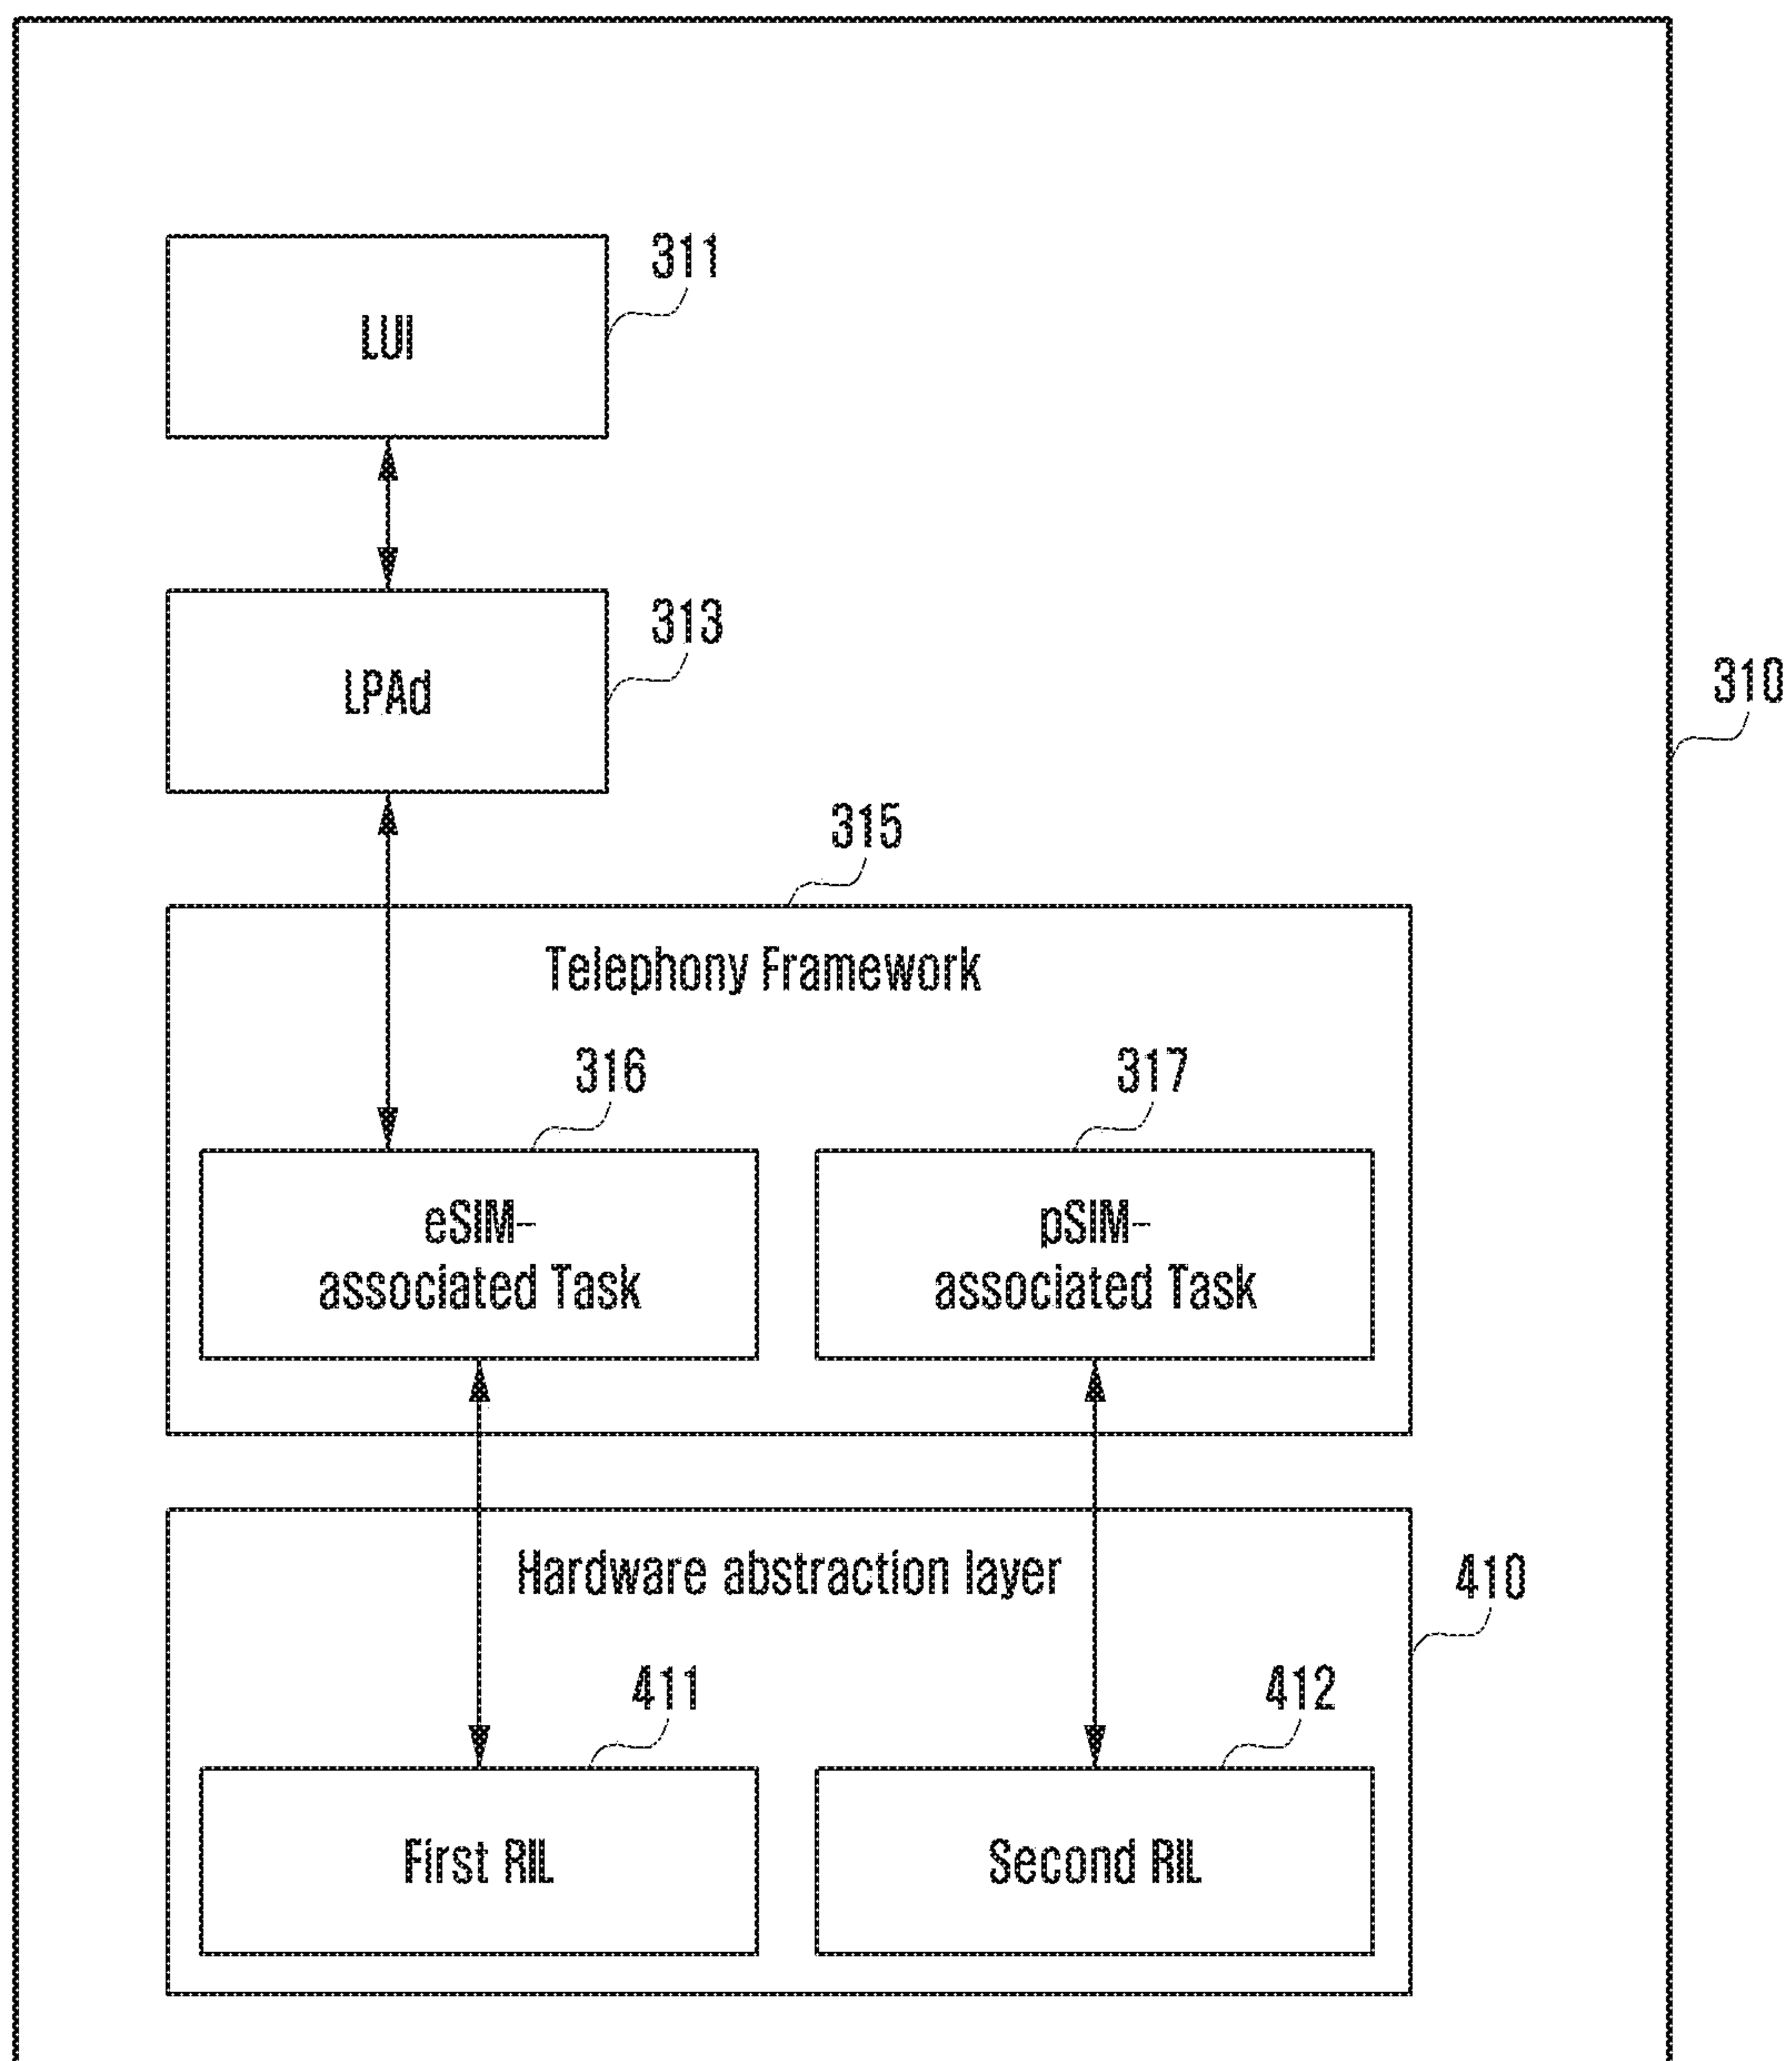 311
LUI
313
LPAd
310
315
Telephony Framework
316
317
eSIM-
associated Task
pSIM-
associated Task
Hardware abstraction layer
410
411
412
First RIL
Second RIL